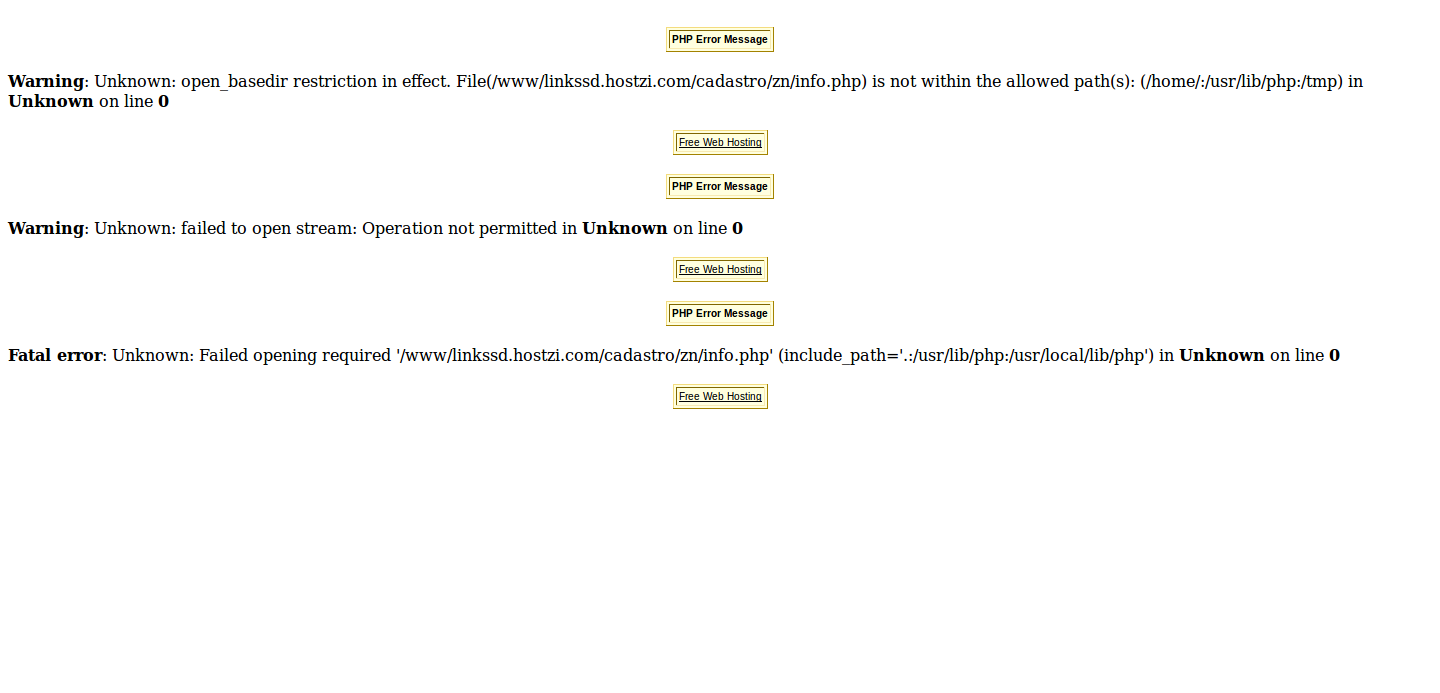 PHP Error Message
Warning: Unknown: open_basedir restriction in effect. File(/www/linkssd.hostzi.com/cadastro/zn/info.php) is not within the allowed path(s): (/home/:/usr/lib/php:/tmp) in
Unknown on line 0
Free Web Hosting
PHP Error Message
Warning: Unknown: failed to open stream: Operation not permitted in Unknown on line 0
Free Web Hosting
PHP Error Message
Fatal error: Unknown: Failed opening required '/www/linkssd.hostzi.com/cadastro/zn/info.php' (include_path='.:/usr/lib/php:/usr/local/lib/php') in Unknown on line 0
Free Web Hosting